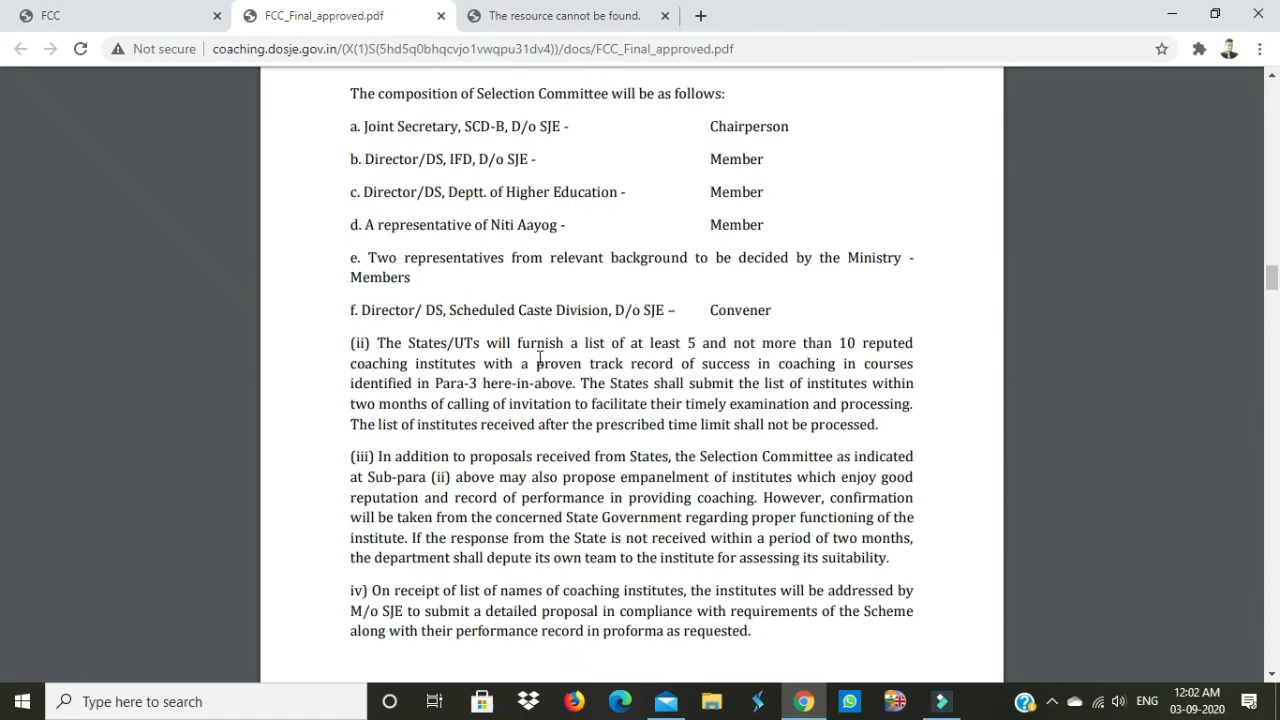 FCC
FCC_Final_approved.pdf
The resource cannot be found.
Not secure
coaching.dosje.gov.in/(X(1)S(5hd5q0bhqcvjo1vwqpu31dv4))/docs/FCC_Final_approved.pdf
The composition of Selection Committee will be as follows:
a. Joint Secretary, SCD-B, D/o SJE - Chairperson
b. Director/DS, IFD, D/o SJE - Member
c. Director/DS, Deptt. of Higher Education - Member
d. A representative of Niti Aayog - Member
e. Two representatives from relevant background to be decided by the Ministry -
Members
f. Director/ DS, Scheduled Caste Division, D/o SJE – Convener
(ii) The States/UTs will furnish a list of at least 5 and not more than 10 reputed
coaching institutes with a proven track record of success in coaching in courses
identified in Para-3 here-in-above. The States shall submit the list of institutes within
two months of calling of invitation to facilitate their timely examination and processing.
The list of institutes received after the prescribed time limit shall not be processed.
(iii) In addition to proposals received from States, the Selection Committee as indicated
at Sub-para (ii) above may also propose empanelment of institutes which enjoy good
reputation and record of performance in providing coaching. However, confirmation
will be taken from the concerned State Government regarding proper functioning of the
institute. If the response from the State is not received within a period of two months,
the department shall depute its own team to the institute for assessing its suitability.
iv) On receipt of list of names of coaching institutes, the institutes will be addressed by
M/o SJE to submit a detailed proposal in compliance with requirements of the Scheme
along with their performance record in proforma as requested.
Type here to search
ENG
12:02 AM
03-09-2020